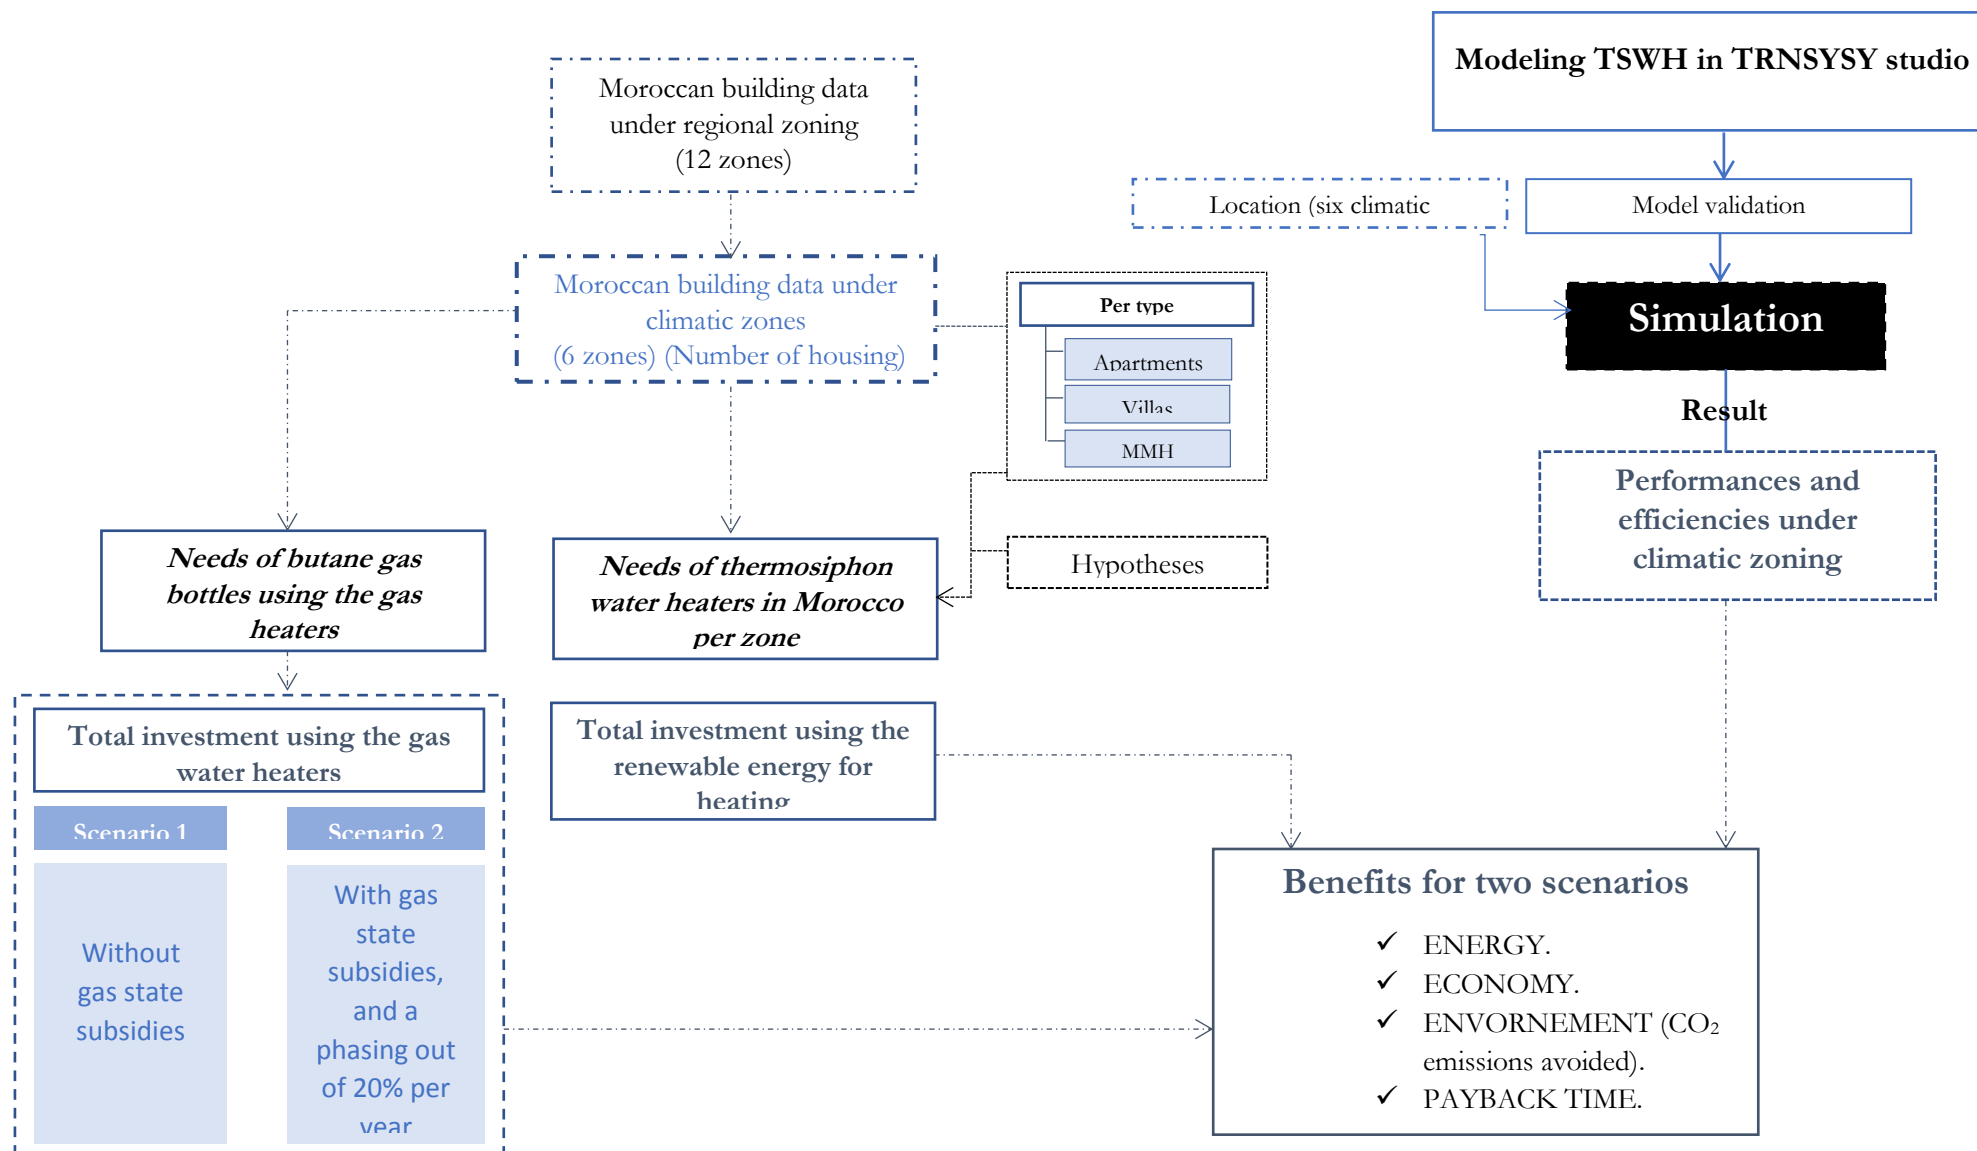 Modeling TSWH in TRNSYSY studio
Moroccan building data
under regional zoning
(12 zones)
Location (six climatic
Model validation
Moroccan building data under
climatic zones
(6 zones) (Number of housing)
Per type
Apartments
Villas
MMH
Simulation
Result
Performances and
efficiencies under
climatic zoning
Needs of butane gas
bottles using the gas
heaters
Needs of thermosiphon
water heaters in Morocco
per zone
Hypotheses
Total investment using the gas
water heaters
Total investment using the
renewable energy for
heating
Scenario 1
Scenario 2
Without
gas state
subsidies
With gas
state
subsidies,
and a
phasing out
of 20% per
year
Benefits for two scenarios
✓ ENERGY.
✓ ECONOMY.
✓ ENVORNEMENT (CO₂
emissions avoided).
✓ PAYBACK TIME.